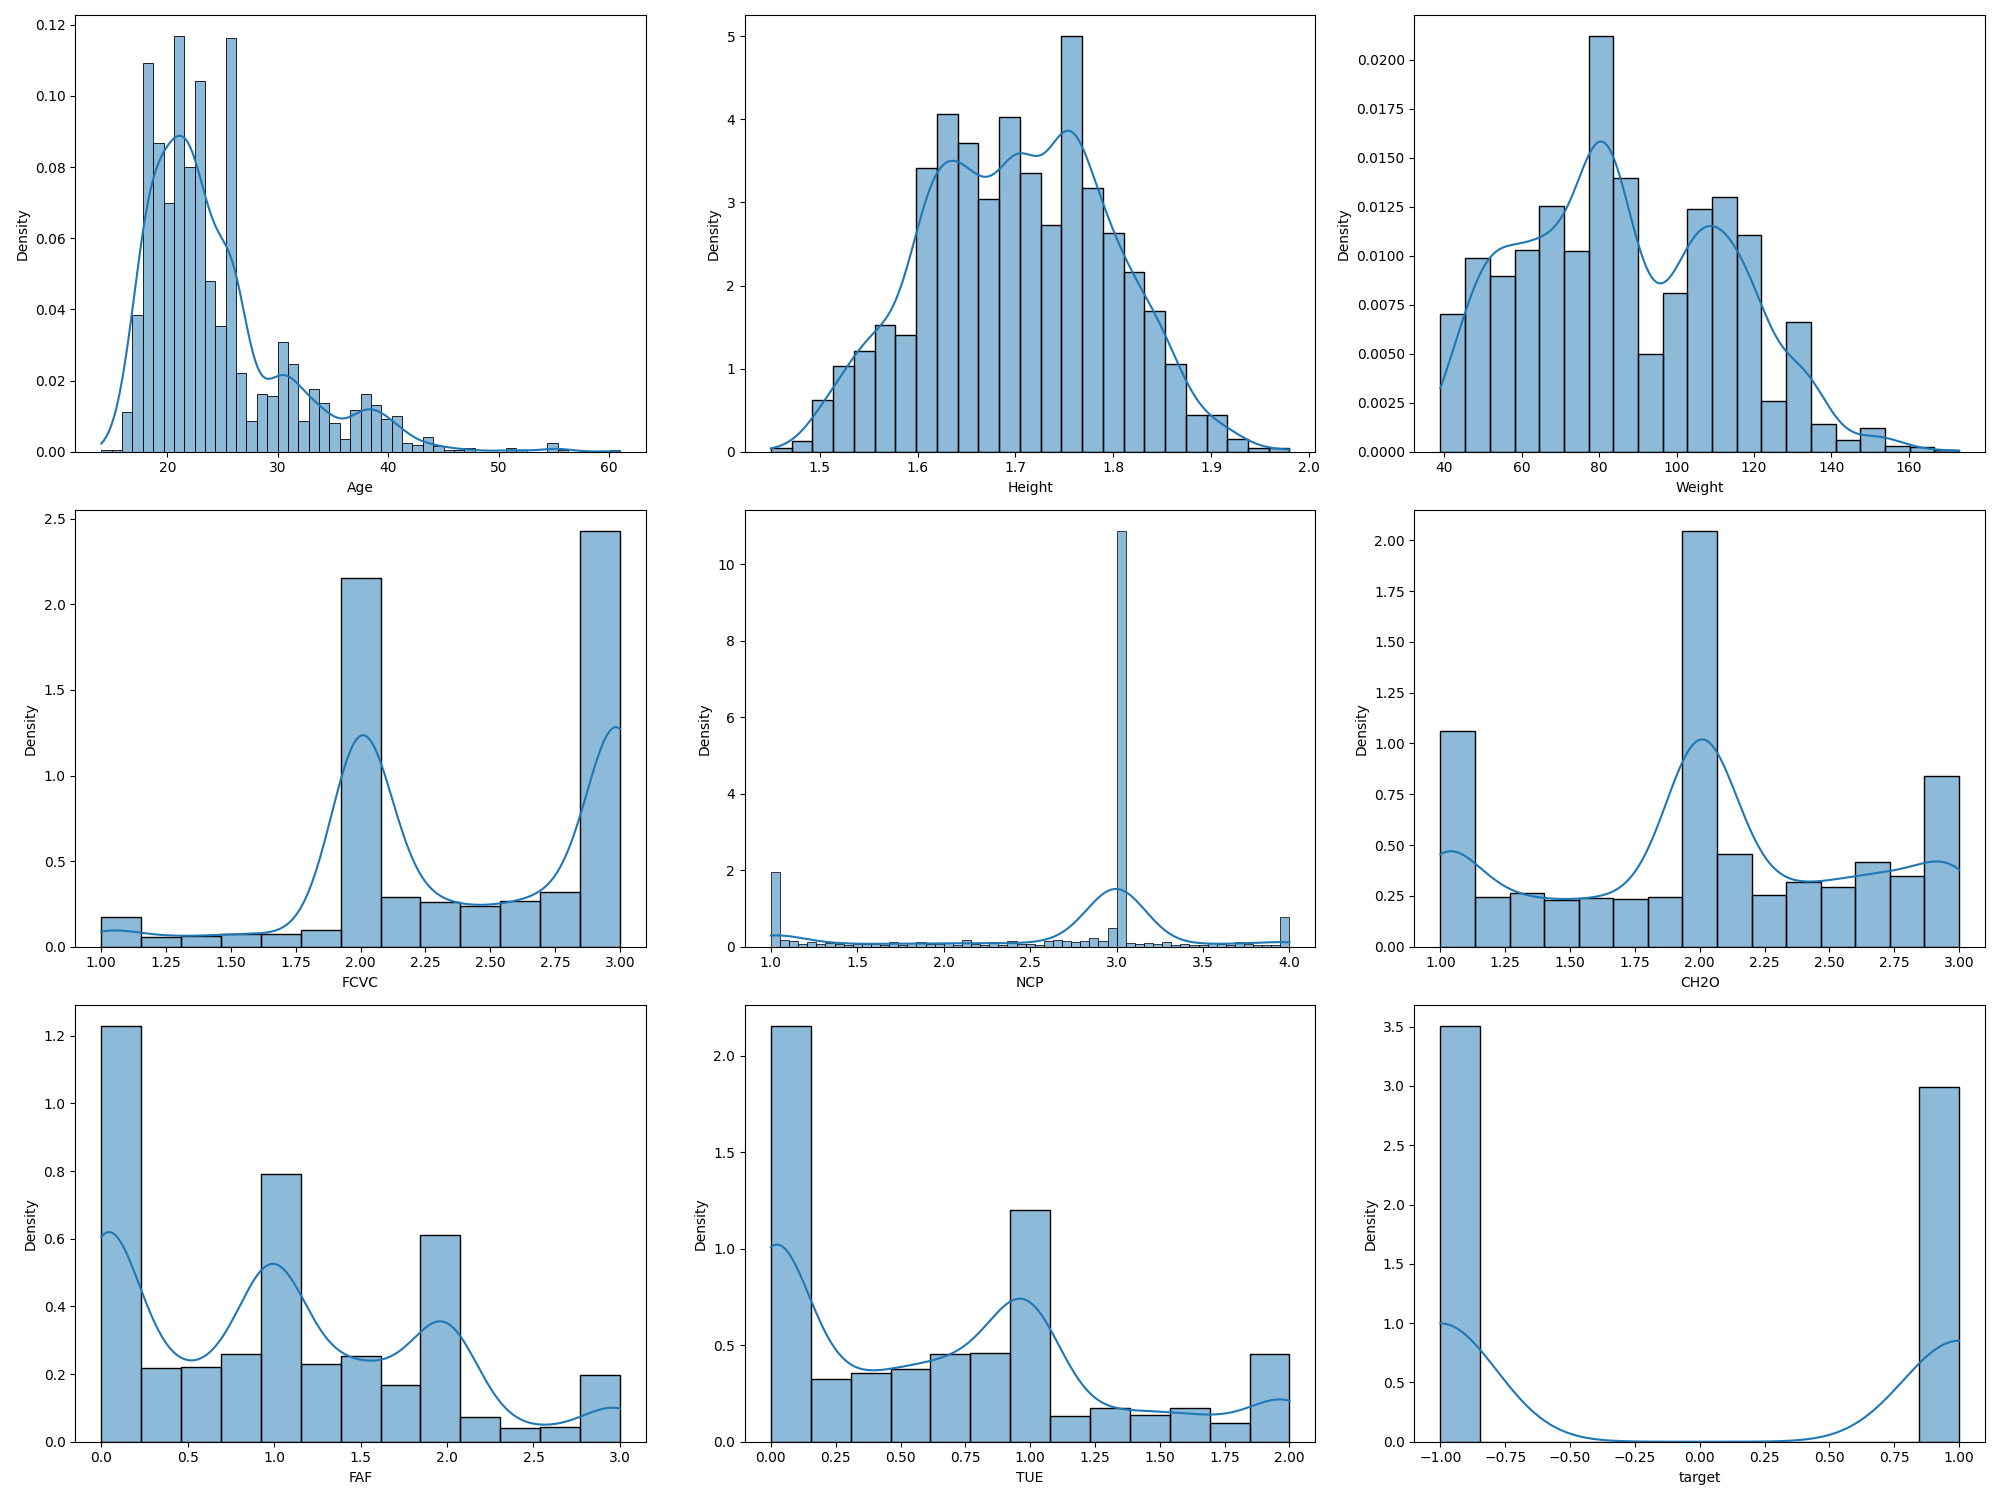 0.12
0.10
0.08
0.06
0.04
0.02
0.00
Density
20 30 40 50 60
Age
5
4
3
2
1
0
Density
1.5 1.6 1.7 1.8 1.9 2.0
Height
0.0200
0.0175
0.0150
0.0125
0.0100
0.0075
0.0050
0.0025
0.0000
Density
40 60 80 100 120 140 160
Weight
2.5
2.0
1.5
1.0
0.5
0.0
Density
1.00 1.25 1.50 1.75 2.00 2.25 2.50 2.75 3.00
FCVC
10
8
6
4
2
0
Density
1.0 1.5 2.0 2.5 3.0 3.5 4.0
NCP
2.00
1.75
1.50
1.25
1.00
0.75
0.50
0.25
0.00
Density
1.00 1.25 1.50 1.75 2.00 2.25 2.50 2.75 3.00
CH2O
1.2
1.0
0.8
0.6
0.4
0.2
0.0
Density
0.0 0.5 1.0 1.5 2.0 2.5 3.0
FAF
2.0
1.5
1.0
0.5
0.0
Density
0.00 0.25 0.50 0.75 1.00 1.25 1.50 1.75 2.00
TUE
3.5
3.0
2.5
2.0
1.5
1.0
0.5
0.0
Density
−1.00 −0.75 −0.50 −0.25 0.00 0.25 0.50 0.75 1.00
target